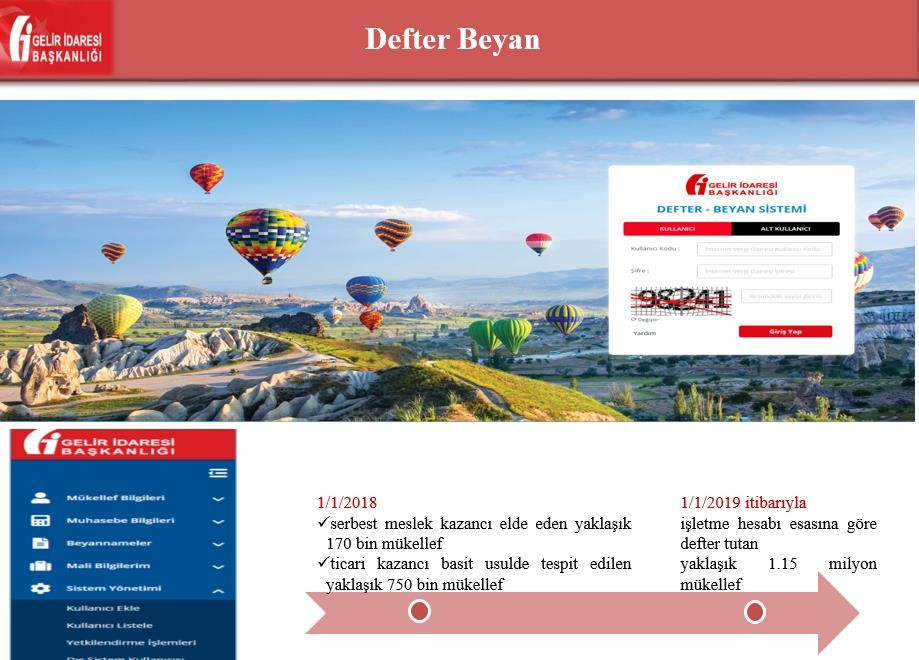 GELİR İDARESİ
BAŞKANLIĞI
Defter Beyan
GELİR İDARESİ
BAŞKANLIĞI
DEFTER - BEYAN SİSTEMİ
KULLANICI
ALT KULLANICI
Kullanıcı Kodu :
İnternet Vergi Dairesi Kullanıcı Kodu
Şifre :
İnternet Vergi Dairesi Şifresi
Resimdeki sayıyı giriniz
Değiştir
Yardım
Giriş Yap
GELİR İDARESİ
BAŞKANLIĞI
Mükellef Bilgileri
Muhasebe Bilgileri
Beyannameler
Mali Bilgilerim
Sistem Yönetimi
Kullanıcı Ekle
Kullanıcı Listele
Yetkilendirme İşlemleri
Dış Sistem Kullanıcısı
1/1/2018
✓serbest meslek kazancı elde eden yaklaşık
170 bin mükellef
✓ticari kazancı basit usulde tespit edilen
yaklaşık 750 bin mükellef
1/1/2019 itibarıyla
işletme hesabı esasına göre
defter tutan
yaklaşık 1.15 milyon
mükellef